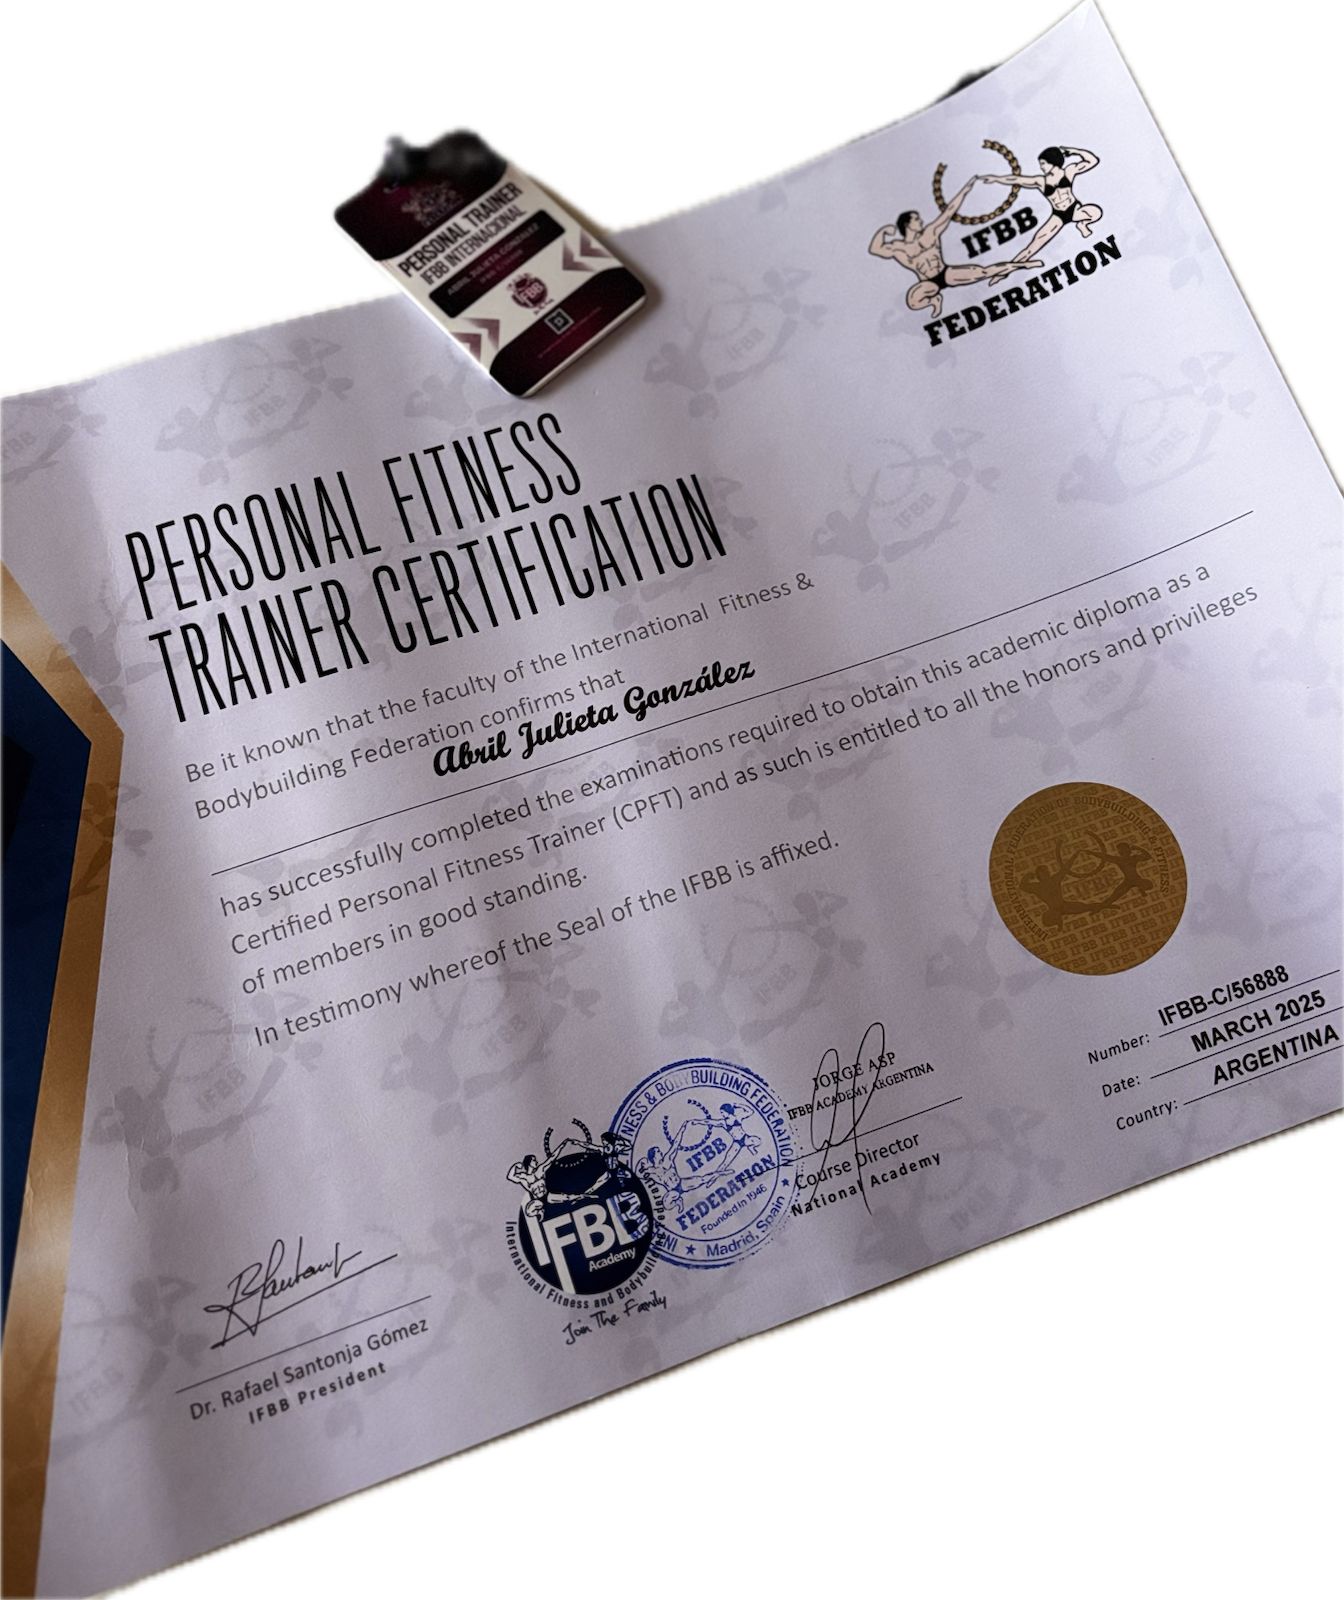 PERSONAL TRAINER
IFBB INTERNACIONAL
ABRIL JULIETA GONZALEZ
IFBB
IFBB
FEDERATION
PERSONAL FITNESS
TRAINER CERTIFICATION
Be it known that the faculty of the International Fitness &
Bodybuilding Federation confirms that
Abril Julieta González
has successfully completed the examinations required to obtain this academic diploma as a
Certified Personal Fitness Trainer (CPFT) and as such is entitled to all the honors and privileges
of members in good standing.
In testimony whereof the Seal of the IFBB is affixed.
INTERNATIONAL FEDERATION OF BODYBUILDING & FITNESS
IFBB
Number: IFBB-C/56888
Date: MARCH 2025
Country: ARGENTINA
Dr. Rafael Santonja Gómez
IFBB President
IFBB
Academy
International Fitness and Bodybuilding Federation
Join The Family
INTERNATIONAL FITNESS & BODYBUILDING FEDERATION
IFBB
FEDERATION
Founded in 1946
★ Madrid, Spain ★
JORGE ASP
IFBB ACADEMY ARGENTINA
Course Director
National Academy